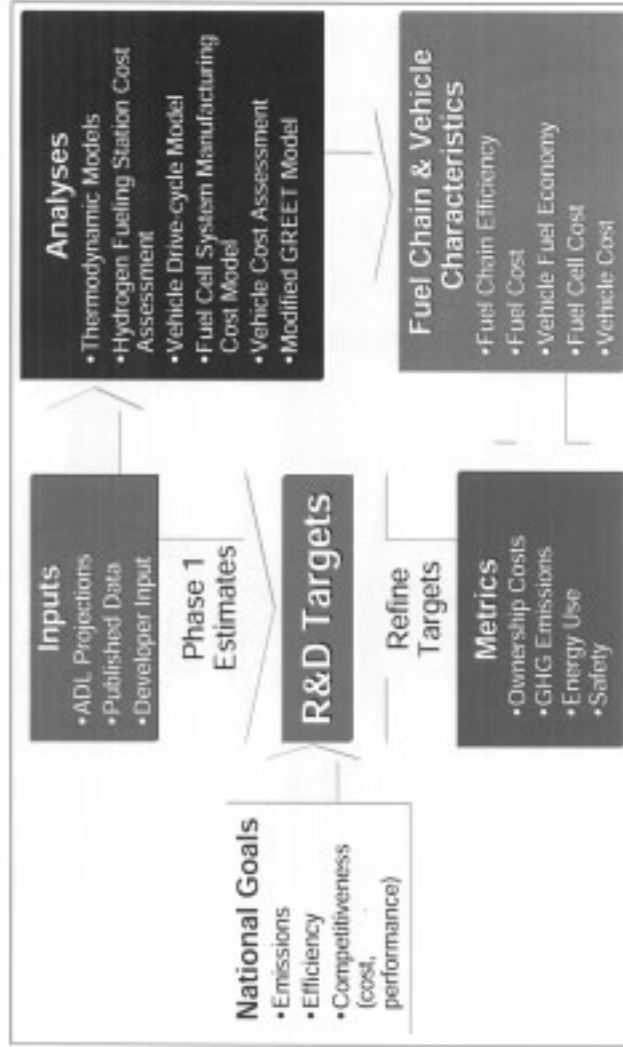 National Goals
•Emissions
•Efficiency
•Competitiveness
(cost,
performance)
Inputs
•ADL Projections
•Published Data
•Developer Input
Phase 1
Estimates
R&D Targets
Refine
Targets
Metrics
•Ownership Costs
•GHG Emissions
•Energy Use
•Safety
Analyses
•Thermodynamic Models
•Hydrogen Fueling Station Cost
Assessment
•Vehicle Drive-cycle Model
•Fuel Cell System Manufacturing
Cost Model
•Vehicle Cost Assessment
•Modified GREET Model
Fuel Chain & Vehicle
Characteristics
•Fuel Chain Efficiency
•Fuel Cost
•Vehicle Fuel Economy
•Fuel Cell Cost
•Vehicle Cost